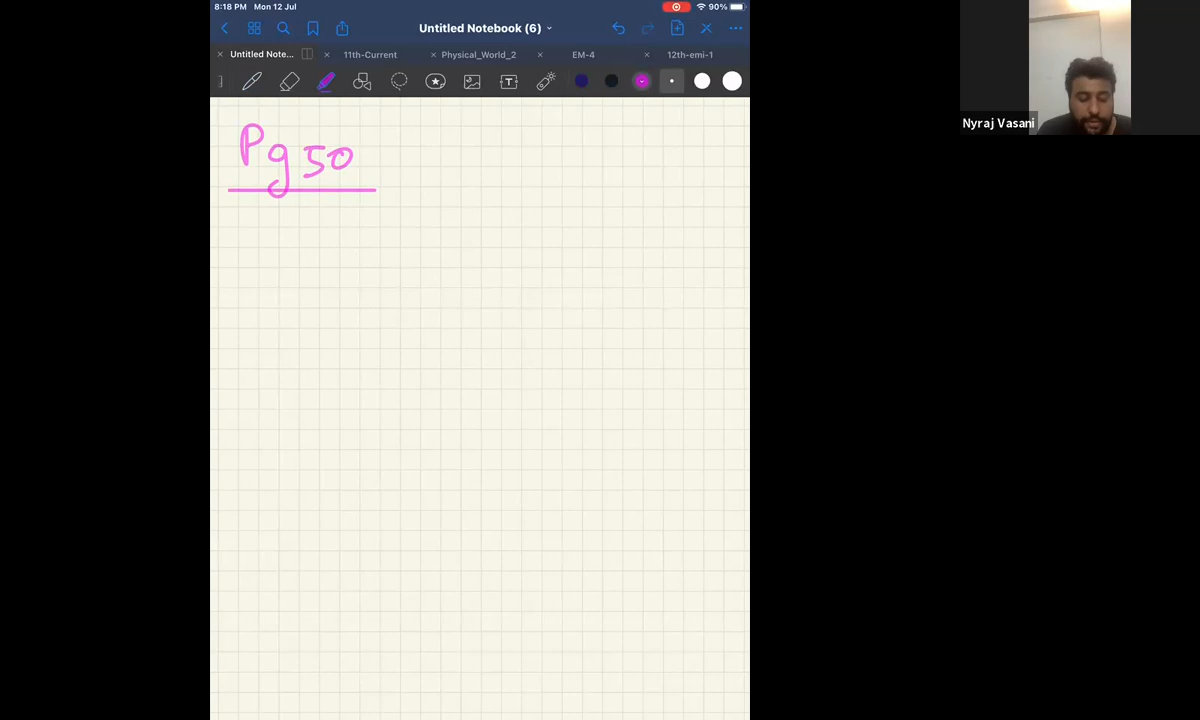 8:18 PM Mon 12 Jul 90%
Untitled Notebook (6)
Untitled Note... 11th-Current Physical_World_2 EM-4 12th-emi-1
T
Nyraj Vasani
Pg 50